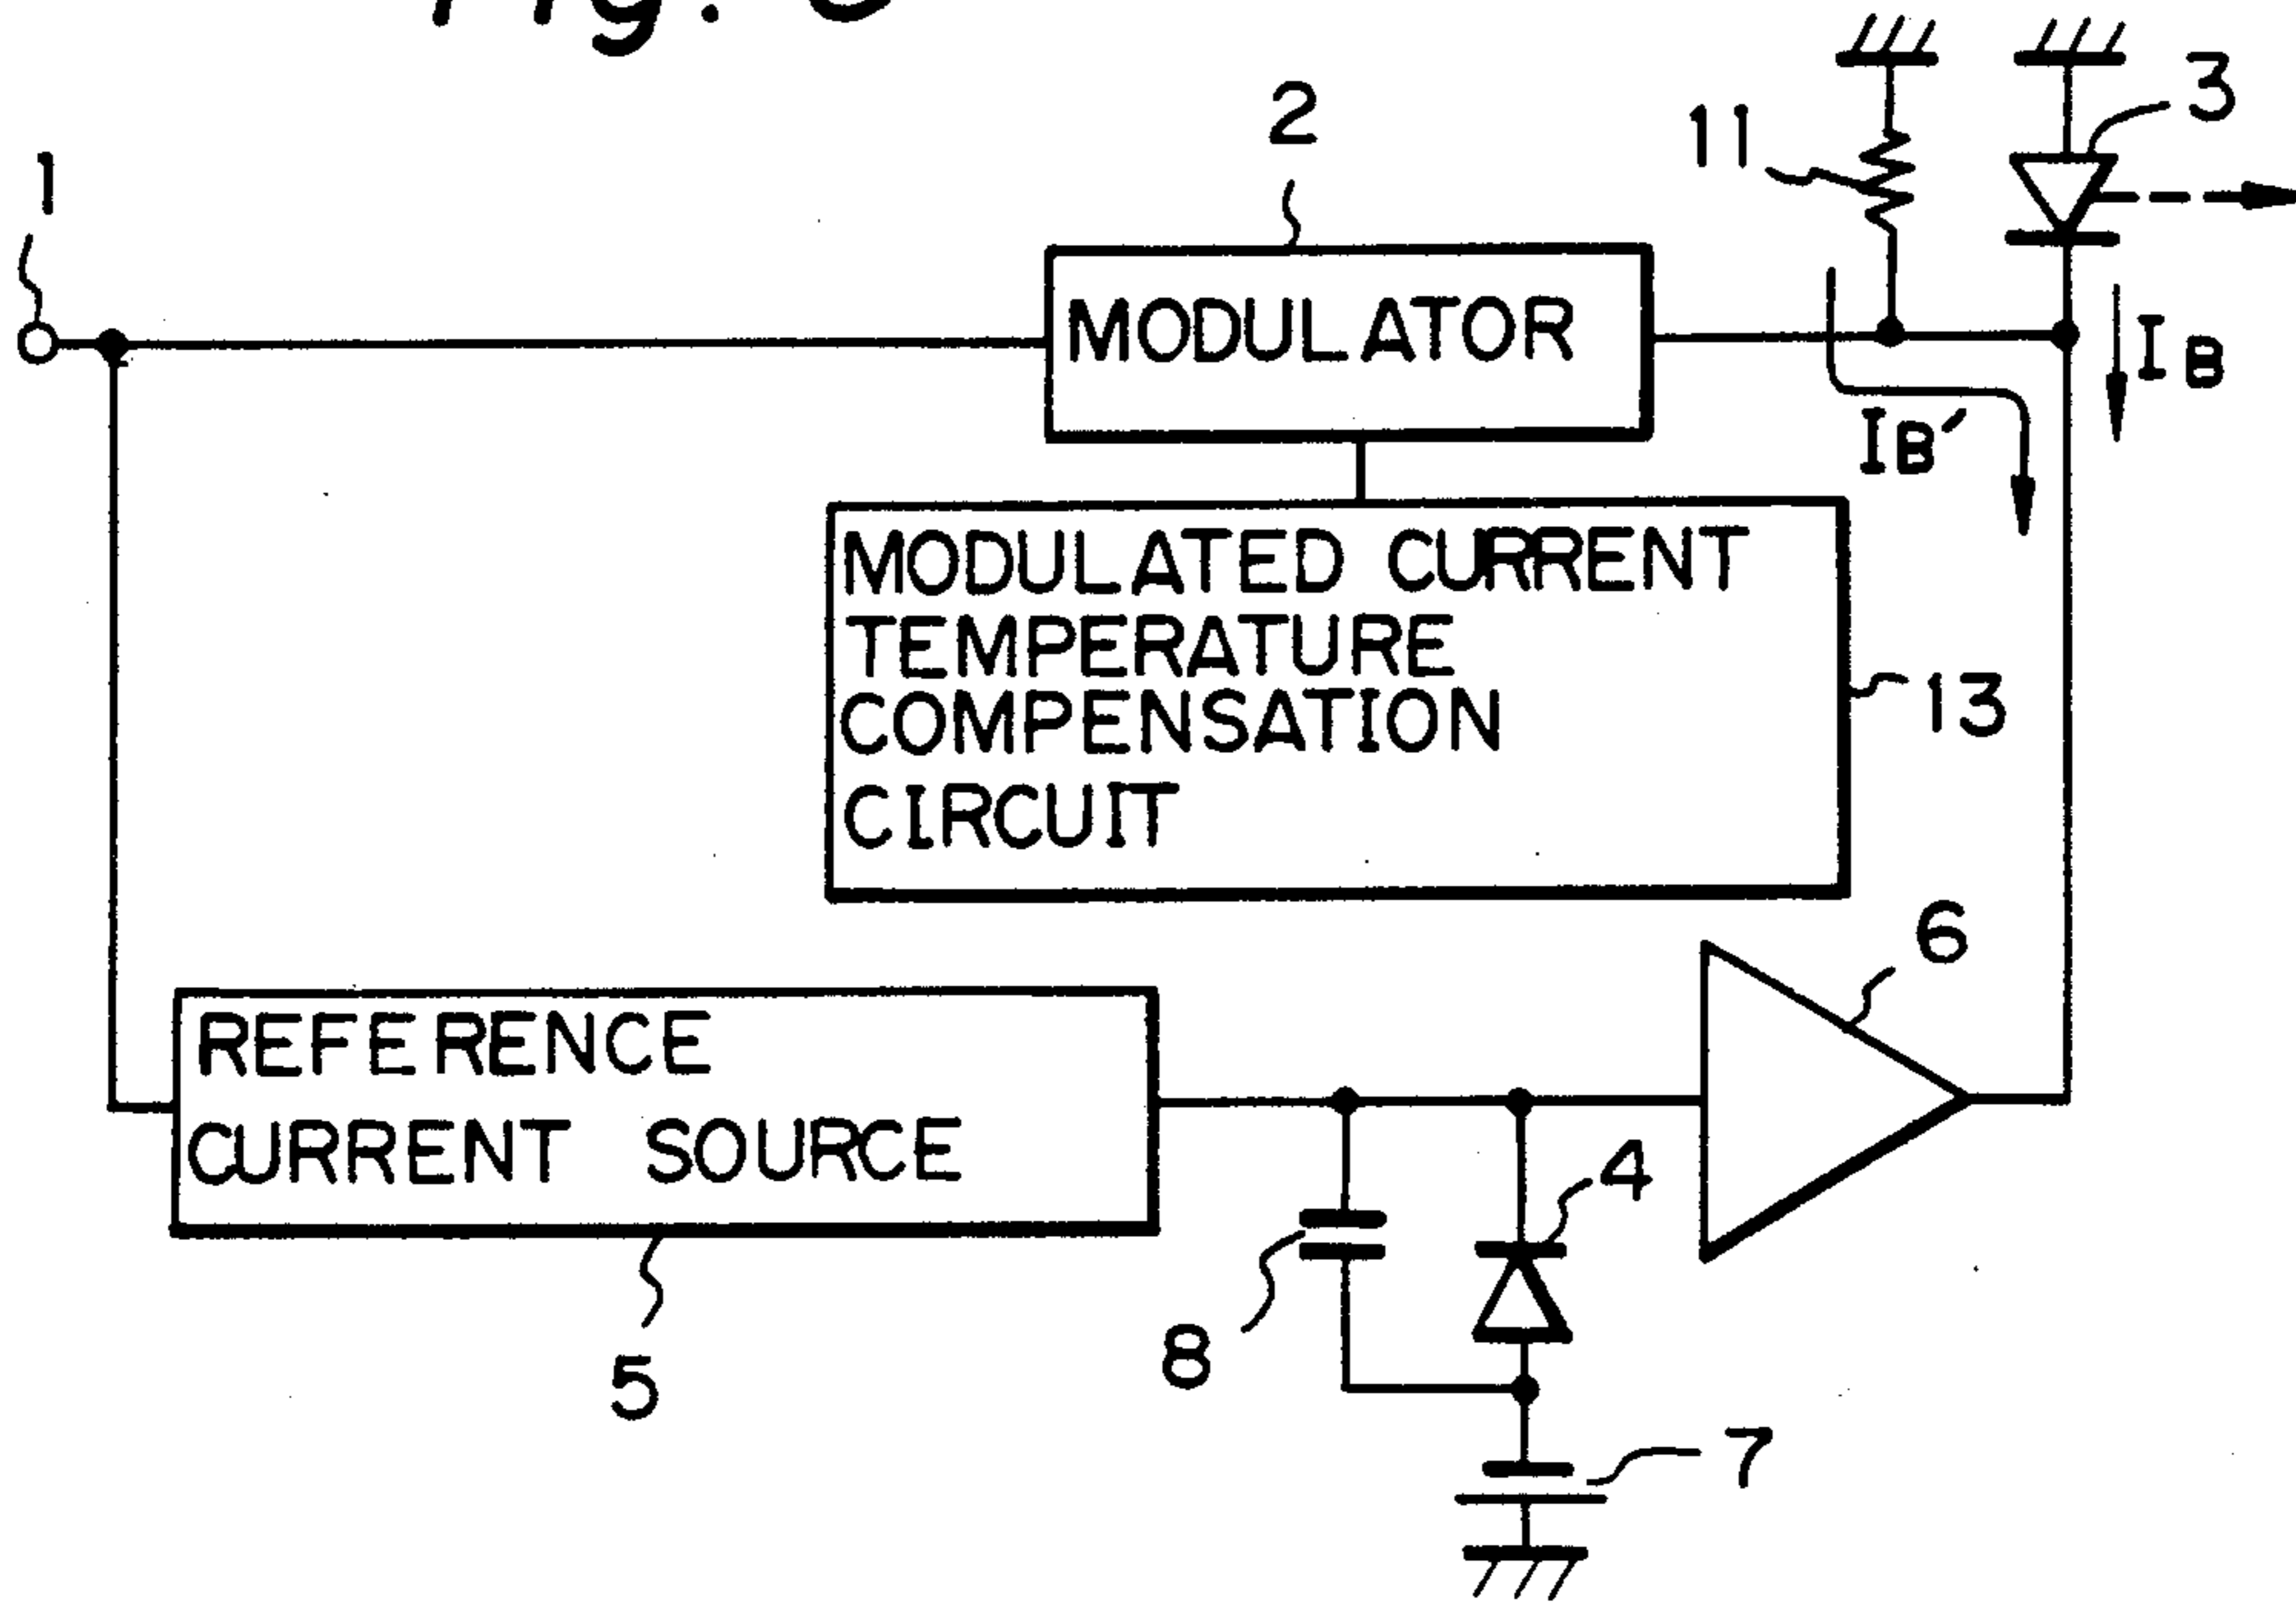 Fig.
1
2
11
3
MODULATOR
IB
IB'
MODULATED CURRENT
TEMPERATURE
COMPENSATION
CIRCUIT
13
6
REFERENCE
CURRENT SOURCE
4
8
5
7